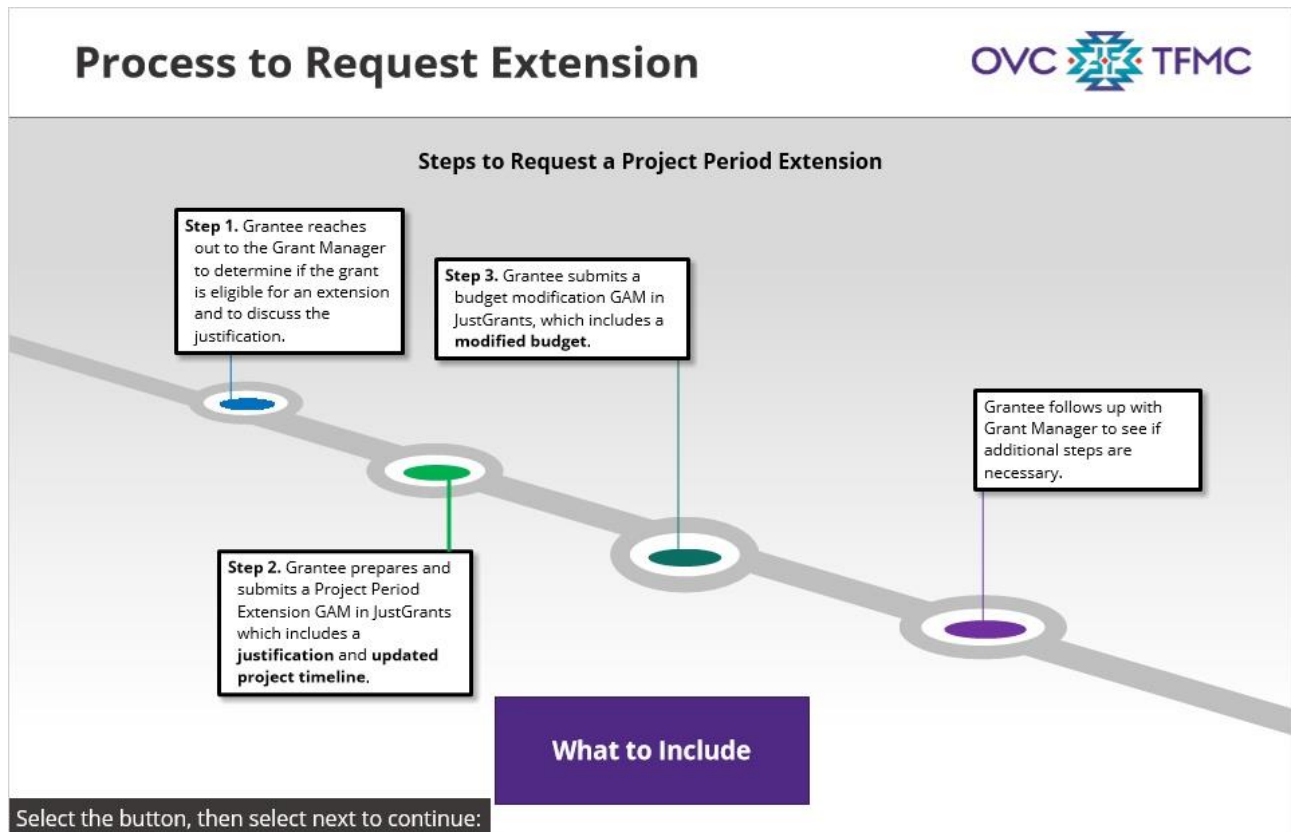 Process to Request Extension
OVC TFMC
Steps to Request a Project Period Extension
Step 1. Grantee reaches
out to the Grant Manager
to determine if the grant
is eligible for an extension
and to discuss the
justification.
Step 2. Grantee prepares and
submits a Project Period
Extension GAM in JustGrants
which includes a
justification and updated
project timeline.
Step 3. Grantee submits a
budget modification GAM in
JustGrants, which includes a
modified budget.
Grantee follows up with
Grant Manager to see if
additional steps are
necessary.
What to Include
Select the button, then select next to continue: